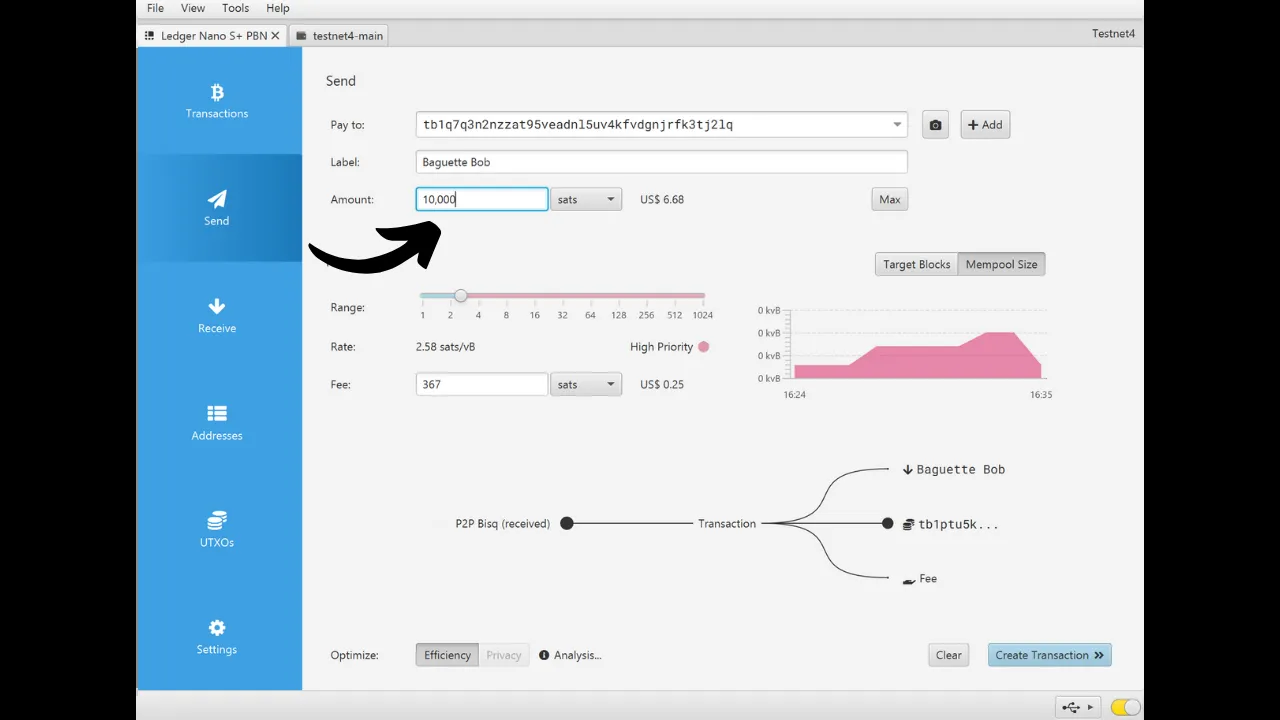 File View Tools Help
Ledger Nano S+ PBN testnet4-main Testnet4
Transactions
Send
Receive
Addresses
UTXOs
Settings
Send
Pay to: tb1q7q3n2nzzat95veadnl5uv4kfvdgnjrfk3tj2lq Add
Label: Baguette Bob
Amount: 10,000 sats US$ 6.68 Max
Target Blocks Mempool Size
Range: 1 2 4 8 16 32 64 128 256 512 1024
Rate: 2.58 sats/vB High Priority
Fee: 367 sats US$ 0.25
0 kvB
0 kvB
0 kvB
0 kvB
16:24 16:35
Baguette Bob
P2P Bisq (received) Transaction tb1ptu5k...
Fee
Optimize: Efficiency Privacy Analysis... Clear Create Transaction